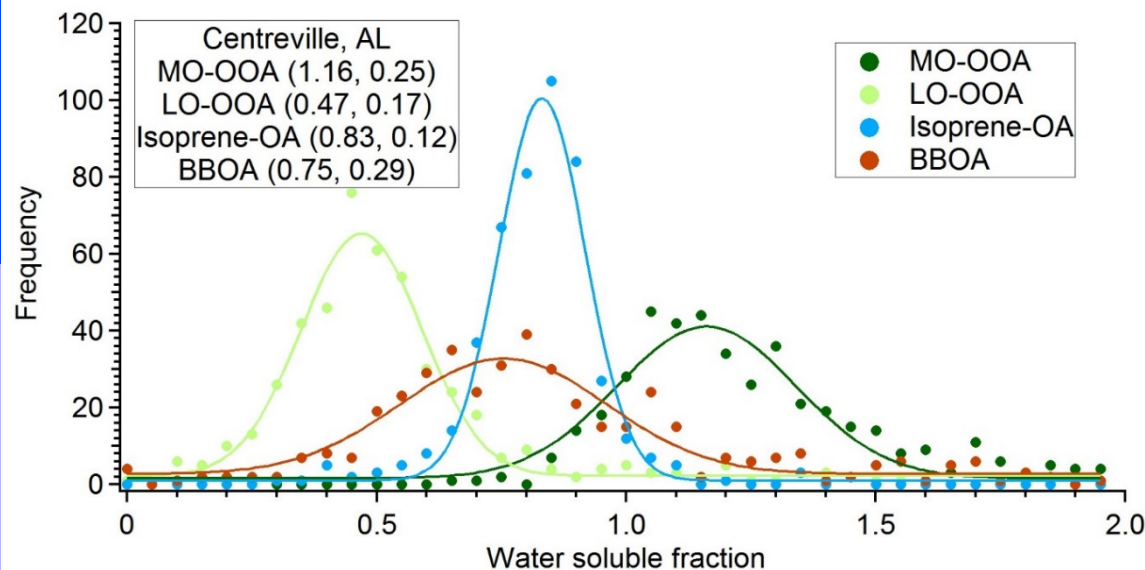 120
100
80
60
40
20
0
Frequency
Centreville, AL
MO-OOA (1.16, 0.25)
LO-OOA (0.47, 0.17)
Isoprene-OA (0.83, 0.12)
BBOA (0.75, 0.29)
MO-OOA
LO-OOA
Isoprene-OA
BBOA
0 0.5 1.0 1.5 2.0
Water soluble fraction